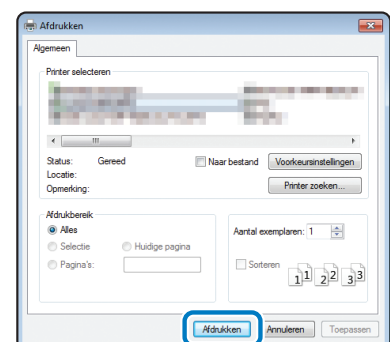 Afdrukken
Algemeen
Printer selecteren
Status: Gereed
Naar bestand
Voorkeursinstellingen
Locatie:
Opmerking:
Printer zoeken...
Afdrukbereik
Alles
Selectie
Huidige pagina
Pagina's:
Aantal exemplaren: 1
Sorteren
1 1 2 2 3 3
Afdrukken
Annuleren
Toepassen